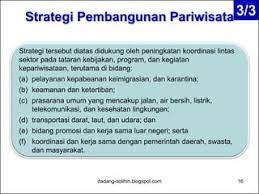 Strategi Pembangunan Pariwisata
3/3
Strategi tersebut diatas didukung oleh peningkatan koordinasi lintas
sektor pada tataran kebijakan, program, dan kegiatan
kepariwisataan, terutama di bidang:
(a) pelayanan kepabeanan keimigrasian, dan karantina;
(b) keamanan dan ketertiban;
(c) prasarana umum yang mencakup jalan, air bersih, listrik,
telekomunikasi, dan kesehatan lingkungan;
(d) transportasi darat, laut, dan udara; dan
(e) bidang promosi dan kerja sama luar negeri; serta
(f) koordinasi dan kerja sama dengan pemerintah daerah, swasta,
dan masyarakat.
dadang-solihin.blogspot.com
16